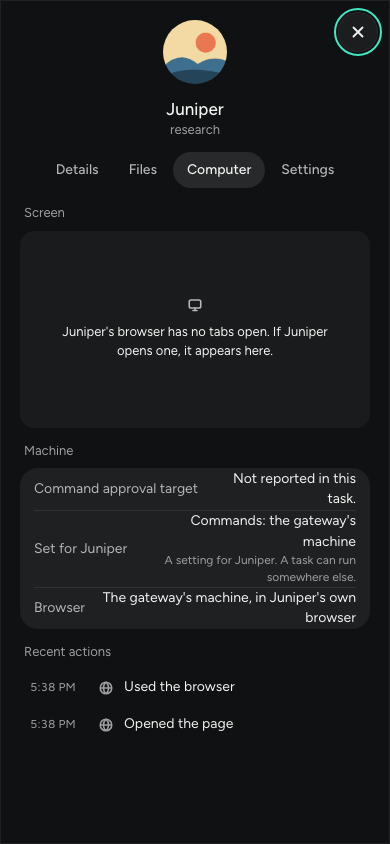 Juniper
research
Details
Files
Computer
Settings
Screen
Juniper's browser has no tabs open. If Juniper
opens one, it appears here.
Machine
Command approval target
Not reported in this
task.
Set for Juniper
Commands: the gateway's
machine
A setting for Juniper. A task can run
somewhere else.
Browser
The gateway's machine, in Juniper's own
browser
Recent actions
5:38 PM Used the browser
5:38 PM Opened the page